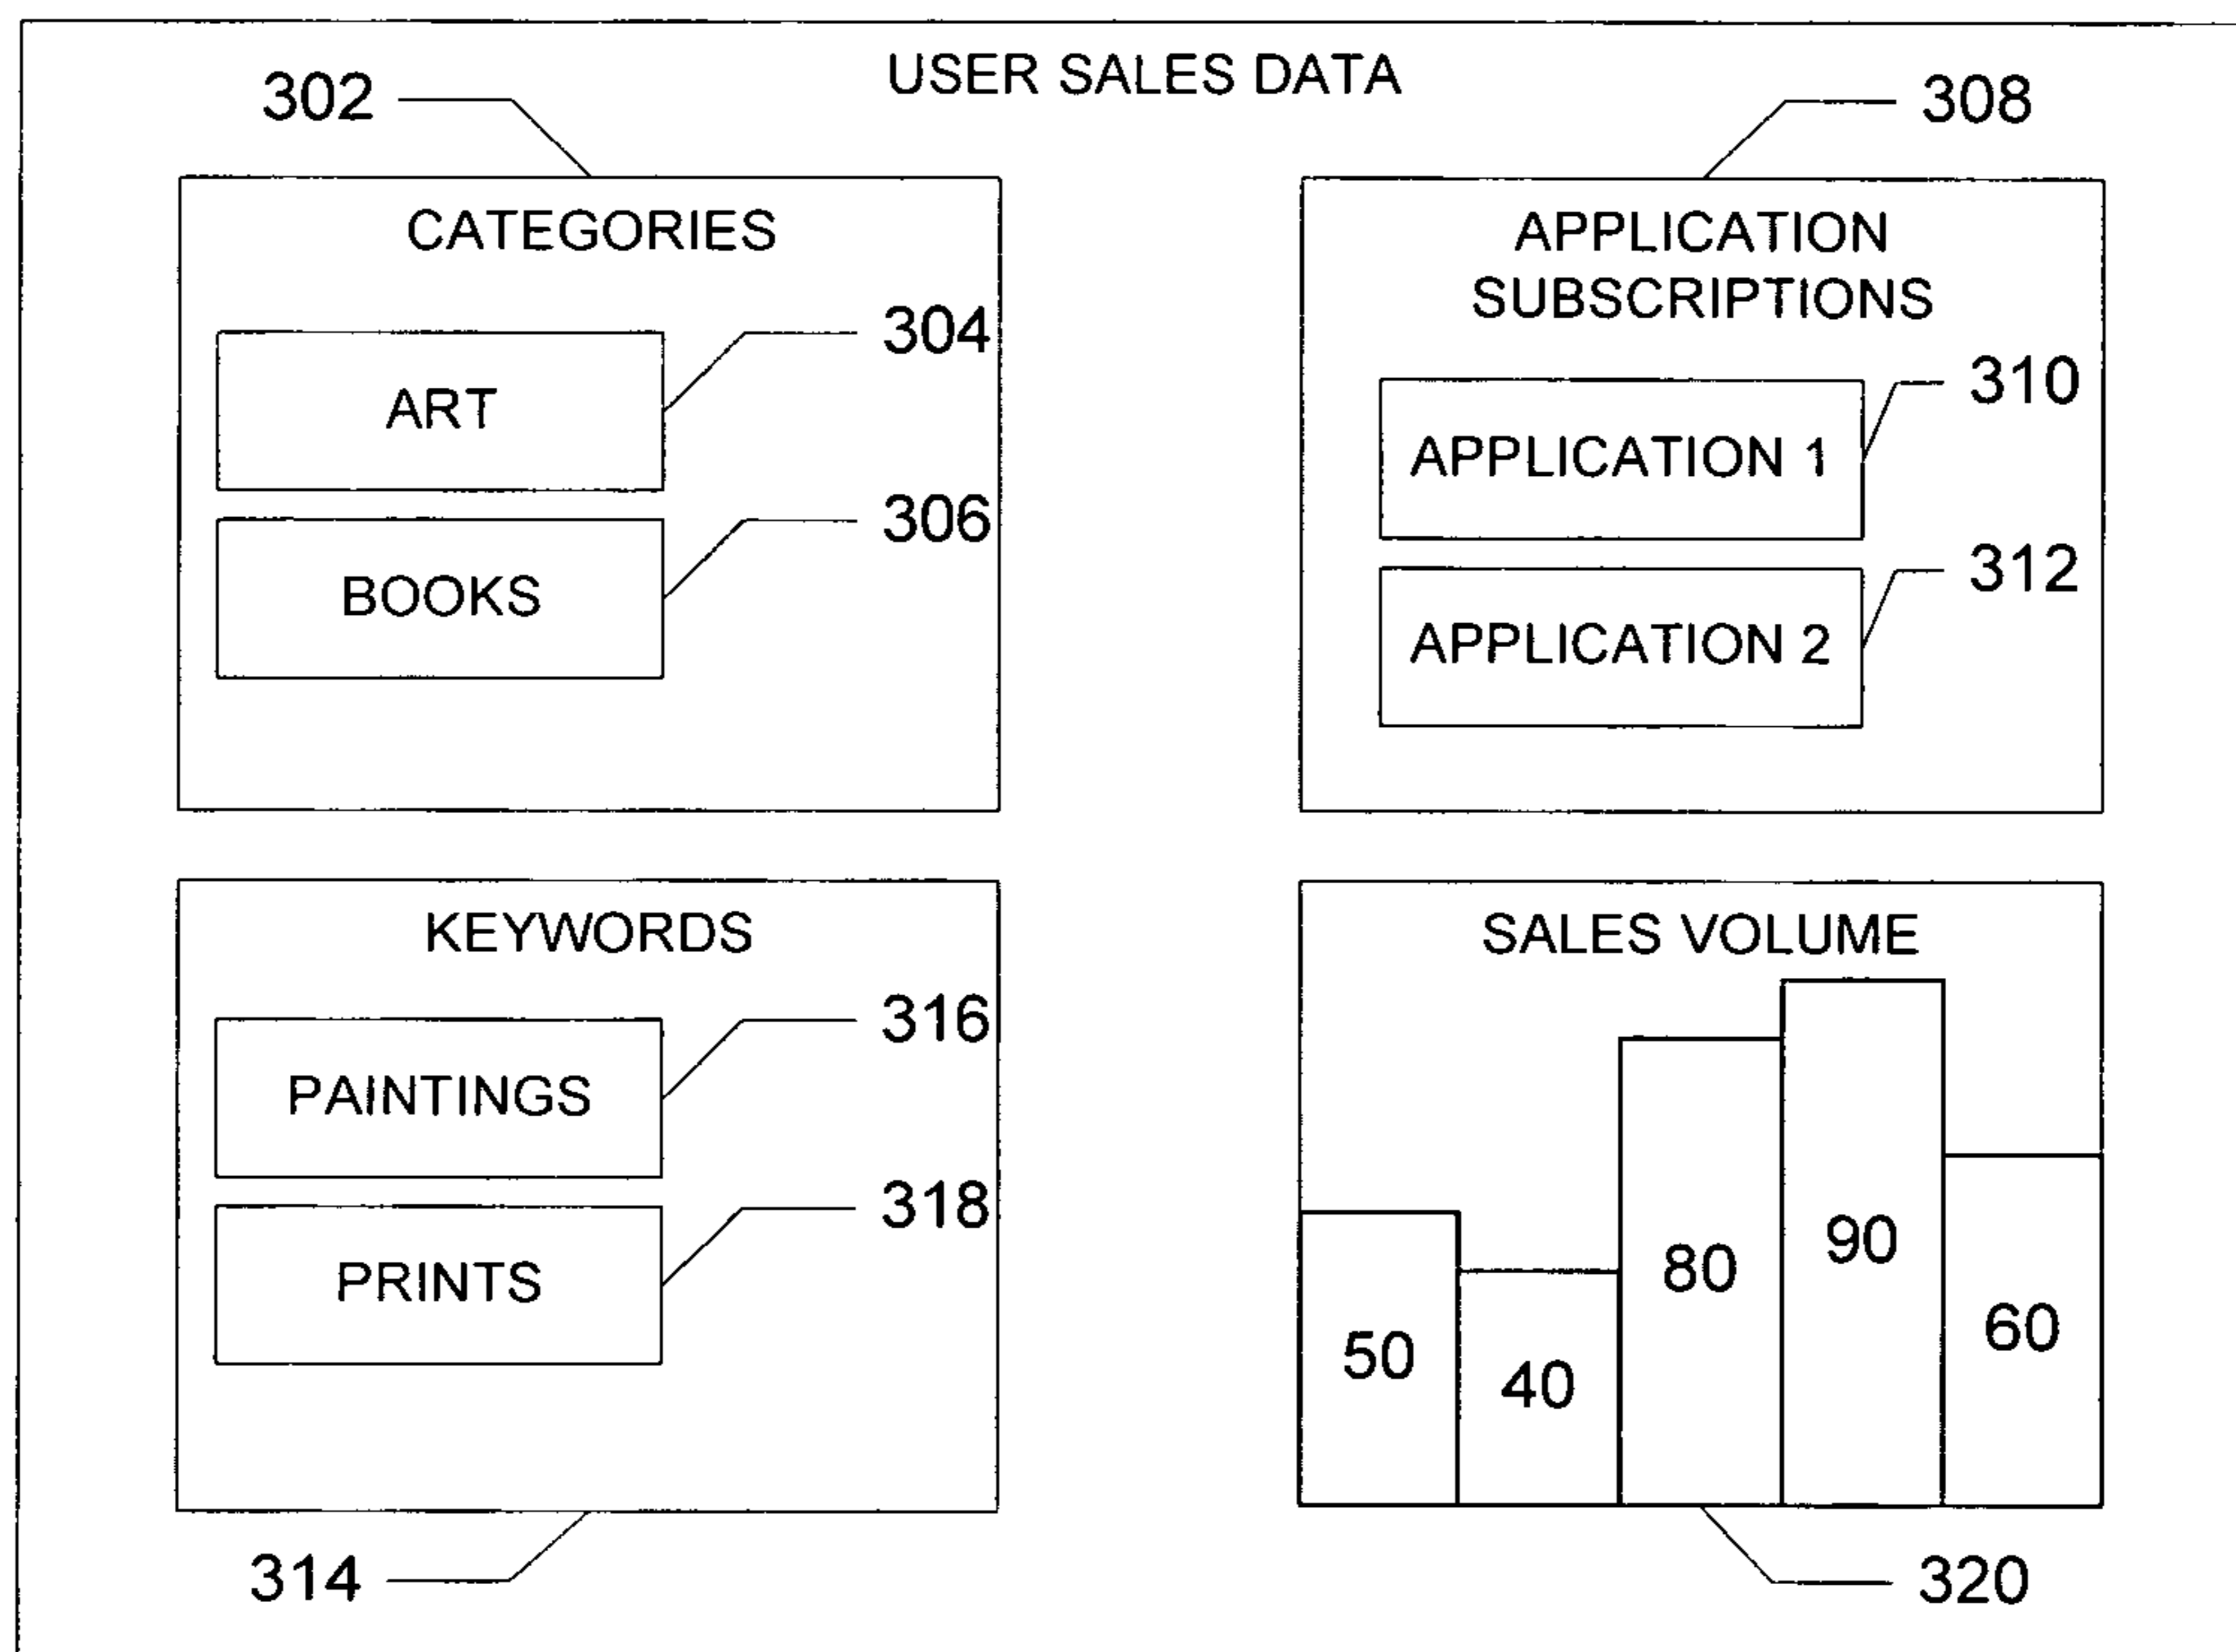 USER SALES DATA
302
CATEGORIES
304
ART
306
BOOKS
308
APPLICATION
SUBSCRIPTIONS
310
APPLICATION 1
312
APPLICATION 2
KEYWORDS
316
PAINTINGS
318
PRINTS
314
SALES VOLUME
50
40
80
90
60
320